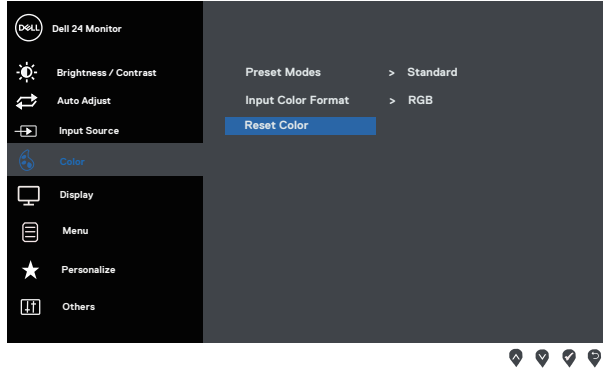 DELL Dell 24 Monitor
Brightness / Contrast
Auto Adjust
Input Source
Color
Display
Menu
Personalize
Others
Preset Modes > Standard
Input Color Format > RGB
Reset Color